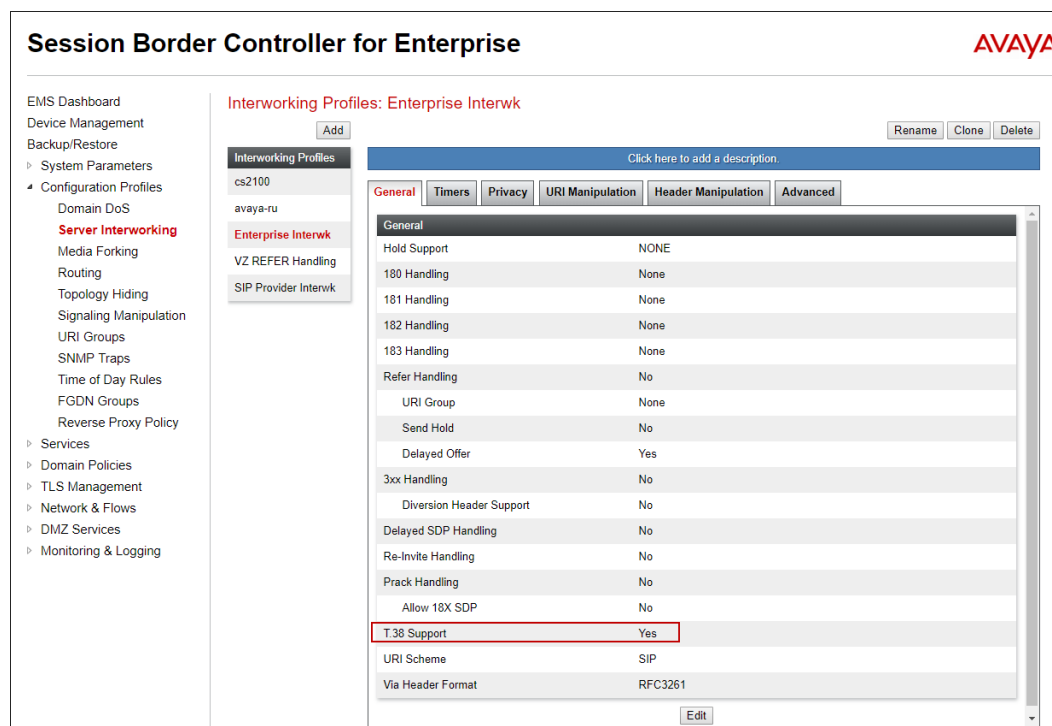 Session Border Controller for Enterprise
AVAYA
EMS Dashboard
Device Management
Backup/Restore
System Parameters
Configuration Profiles
Domain DoS
Server Interworking
Media Forking
Routing
Topology Hiding
Signaling Manipulation
URI Groups
SNMP Traps
Time of Day Rules
FGDN Groups
Reverse Proxy Policy
Services
Domain Policies
TLS Management
Network & Flows
DMZ Services
Monitoring & Logging
Interworking Profiles: Enterprise Interwk
Add
Rename Clone Delete
Interworking Profiles
cs2100
avaya-ru
Enterprise Interwk
VZ REFER Handling
SIP Provider Interwk
Click here to add a description.
General Timers Privacy URI Manipulation Header Manipulation Advanced
General
Hold Support NONE
180 Handling None
181 Handling None
182 Handling None
183 Handling None
Refer Handling No
URI Group None
Send Hold No
Delayed Offer Yes
3xx Handling No
Diversion Header Support No
Delayed SDP Handling No
Re-Invite Handling No
Prack Handling No
Allow 18X SDP No
T.38 Support Yes
URI Scheme SIP
Via Header Format RFC3261
Edit